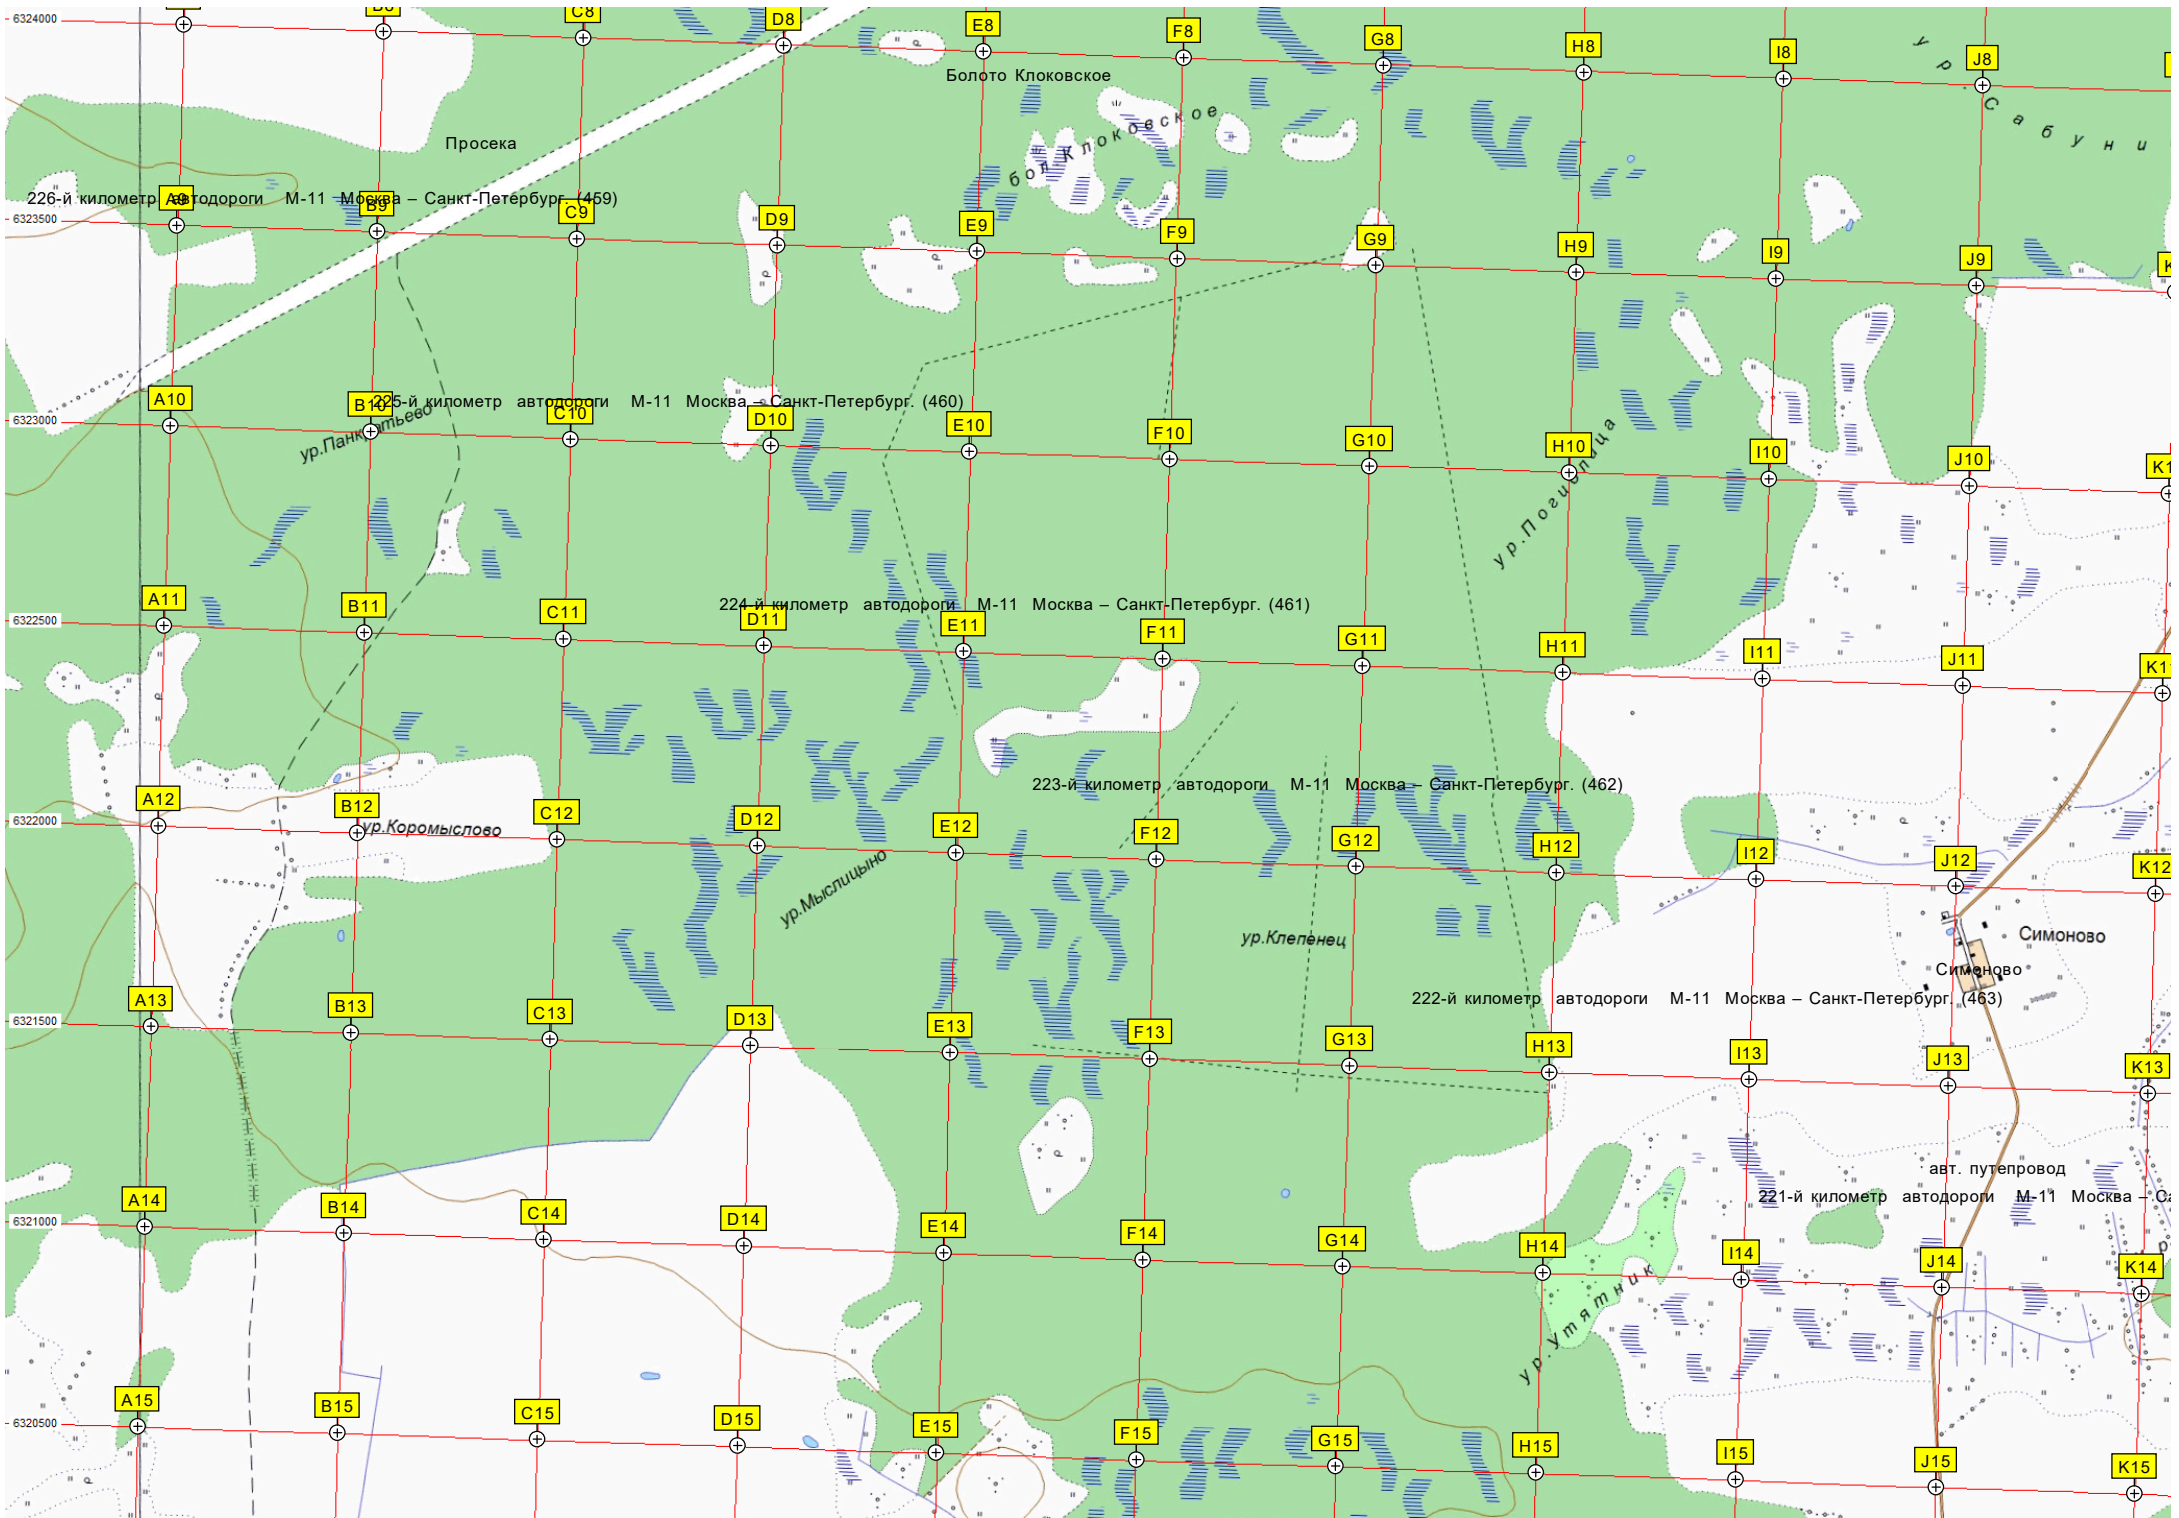 6324000
C8
D8
E8
F8
G8
H8
I8
J8
Болото Клоковское
ур. Сабуни
Просека
бол. Клоковское
226-й километр автодороги М-11 Москва – Санкт-Петербург. (459)
6323500
A9
B9
C9
D9
E9
F9
G9
H9
I9
J9
K
225-й километр автодороги М-11 Москва – Санкт-Петербург. (460)
6323000
A10
B10
C10
D10
E10
F10
G10
H10
I10
J10
K1
ур.Панкратьево
ур.Погиблица
224-й километр автодороги М-11 Москва – Санкт-Петербург. (461)
6322500
A11
B11
C11
D11
E11
F11
G11
H11
I11
J11
K1
223-й километр автодороги М-11 Москва – Санкт-Петербург. (462)
6322000
A12
B12
C12
D12
E12
F12
G12
H12
I12
J12
K12
ур.Коромыслово
ур.Мыслицыно
ур.Клепенец
Симоново
Симоново
222-й километр автодороги М-11 Москва – Санкт-Петербург. (463)
6321500
A13
B13
C13
D13
E13
F13
G13
H13
I13
J13
K13
авт. путепровод
221-й километр автодороги М-11 Москва – Са
6321000
A14
B14
C14
D14
E14
F14
G14
H14
I14
J14
K14
ур.Утятник
6320500
A15
B15
C15
D15
E15
F15
G15
H15
I15
J15
K15